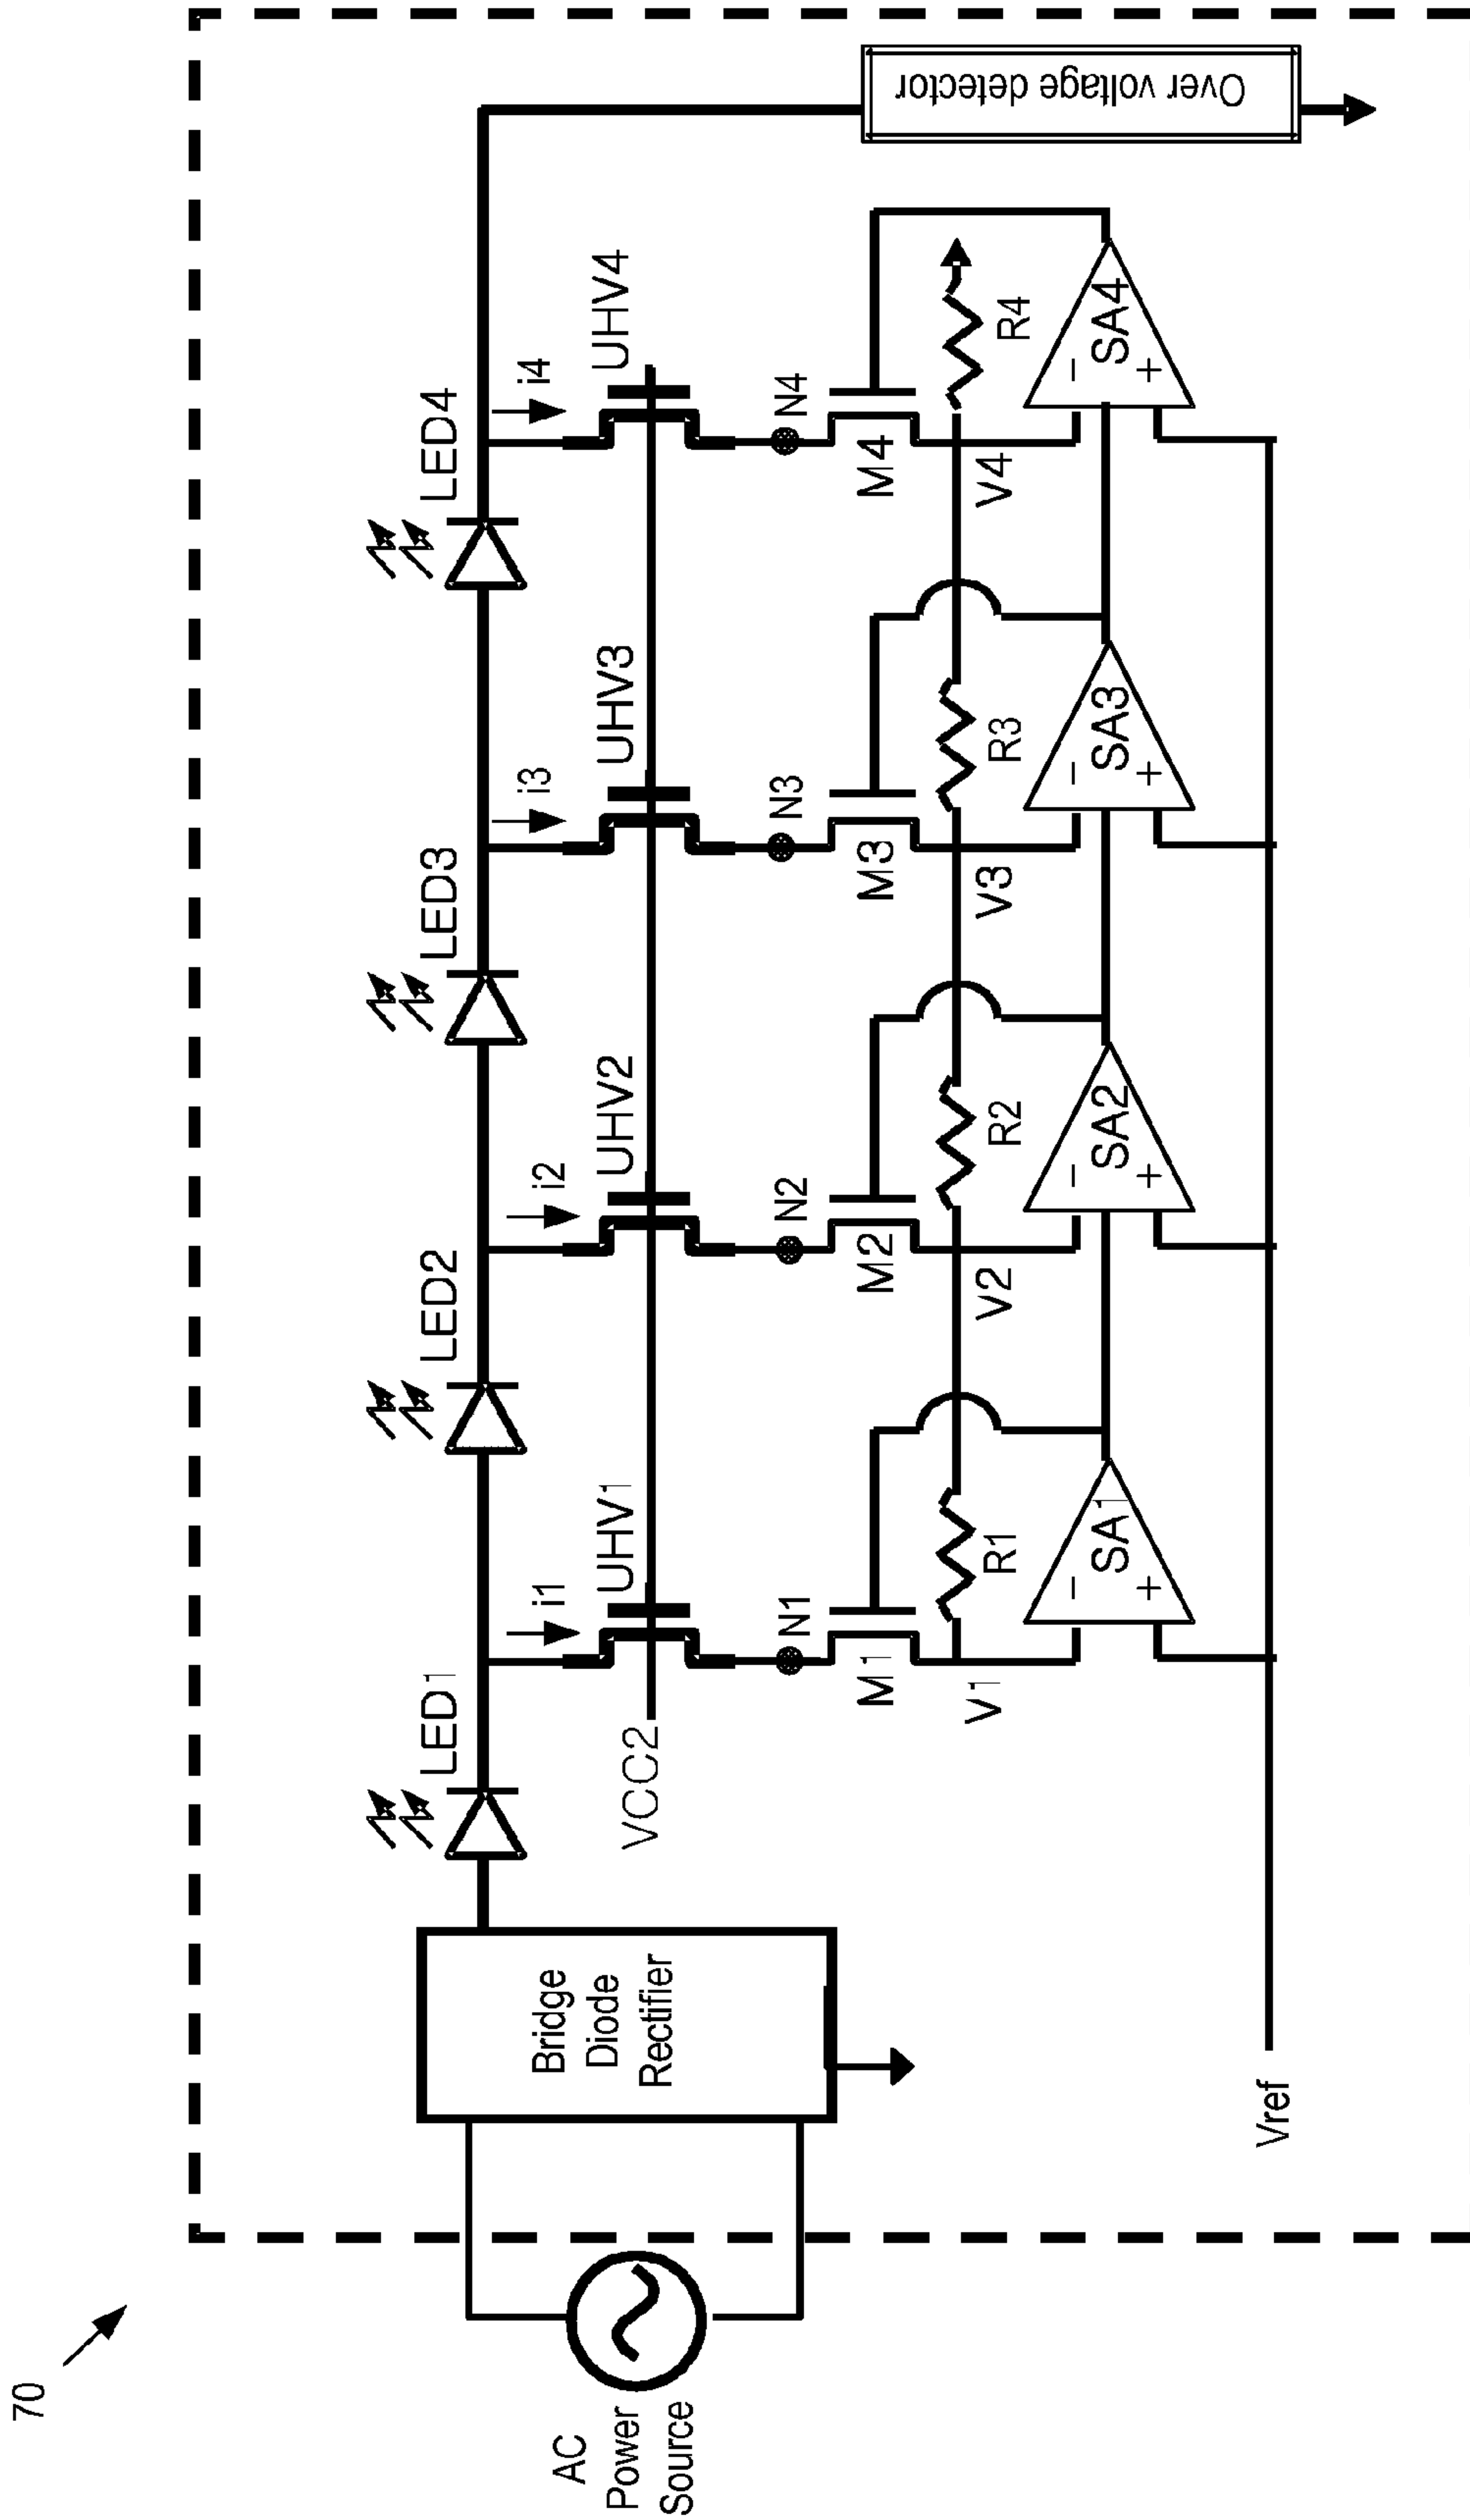 70
AC
Power
Source
Bridge
Diode
Rectifier
LED1
LED2
LED3
LED4
i1
i2
i3
i4
UHV1
UHV2
UHV3
UHV4
VCC2
N1
N2
N3
N4
M1
M2
M3
M4
V1
V2
V3
V4
R1
R2
R3
R4
- SA1 +
- SA2 +
- SA3 +
- SA4 +
Vref
Over voltage detector